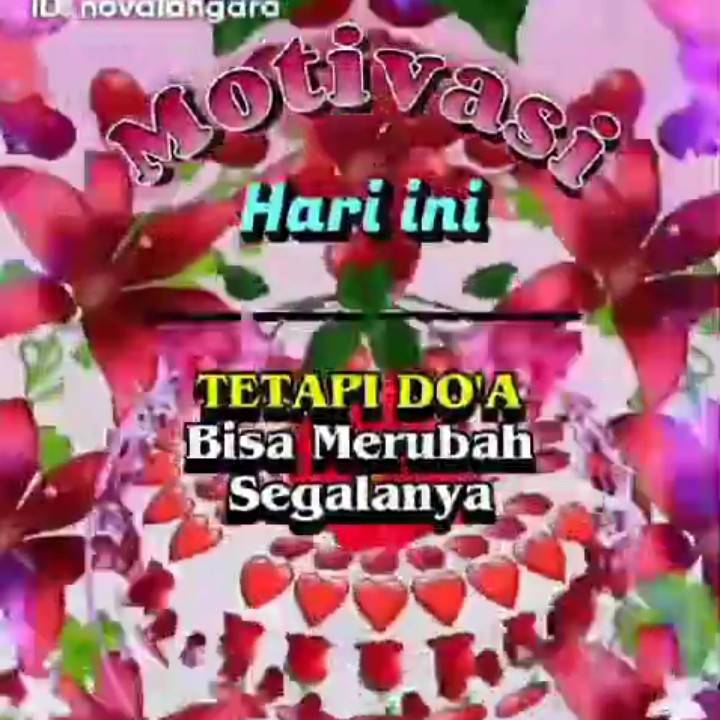 ID: novalangara
Motivasi
Hari ini
TETAPI DO'A
Bisa Merubah
Segalanya